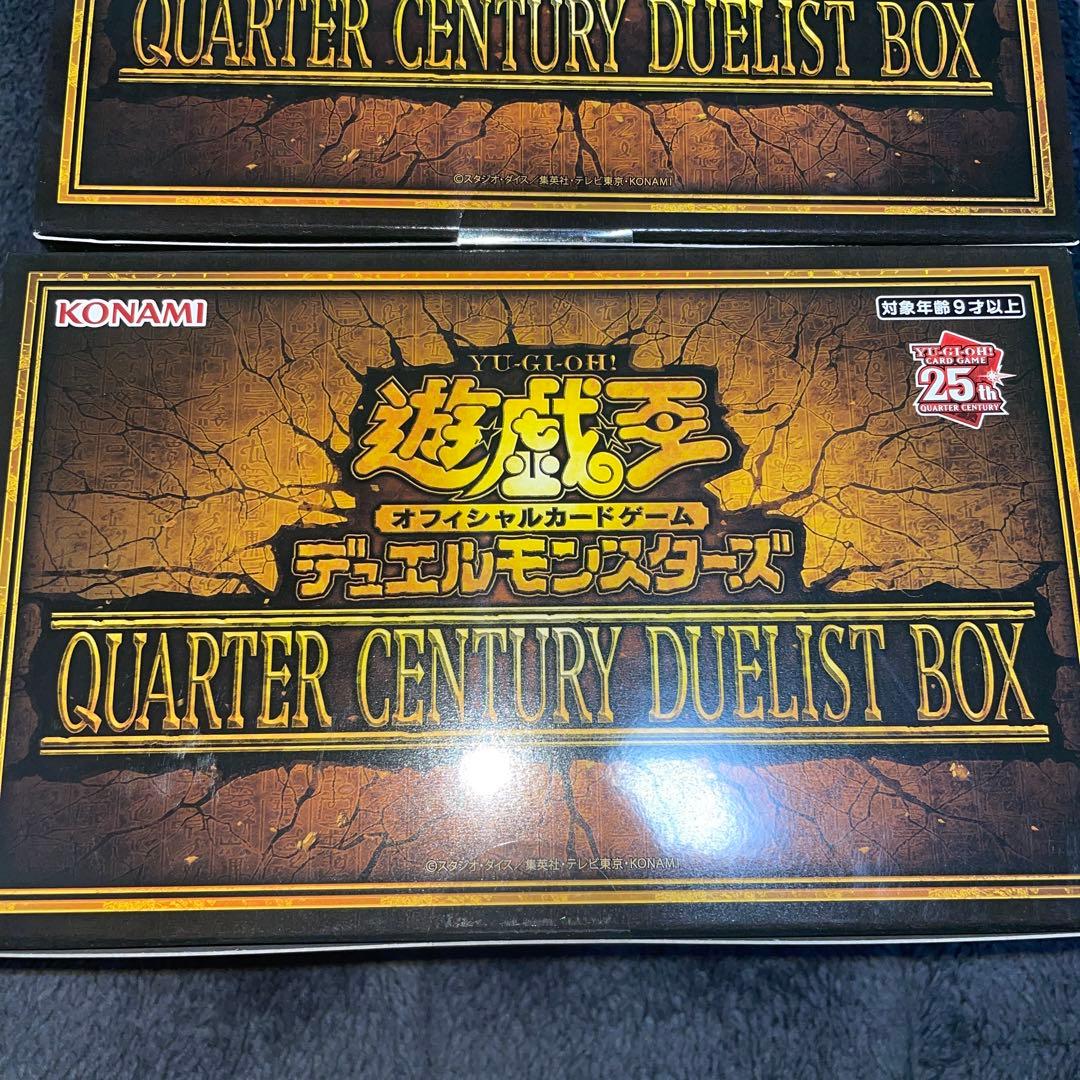 QUARTER CENTURY DUELIST BOX
©スタジオ・ダイス／集英社・テレビ東京・KONAMI
KONAMI
対象年齢9才以上
YU-GI-OH!
CARD GAME
25th
QUARTER CENTURY
YU-GI-OH!
遊戯王
オフィシャルカードゲーム
デュエルモンスターズ
QUARTER CENTURY DUELIST BOX
©スタジオ・ダイス／集英社・テレビ東京・KONAMI